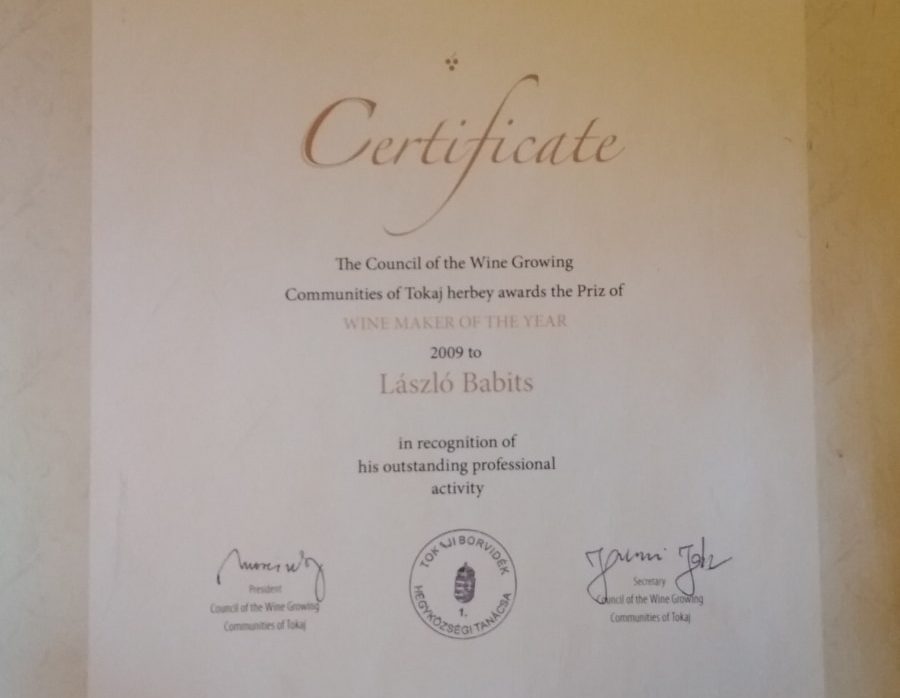 Certificate
The Council of the Wine Growing
Communities of Tokaj herbey awards the Priz of
WINE MAKER OF THE YEAR
2009 to
László Babits
in recognition of
his outstanding professional
activity
President
Council of the Wine Growing
Communities of Tokaj
TOKAJI BORVIDÉK
HEGYKÖZSÉGI TANÁCSA
1.
Secretary
Council of the Wine Growing
Communities of Tokaj